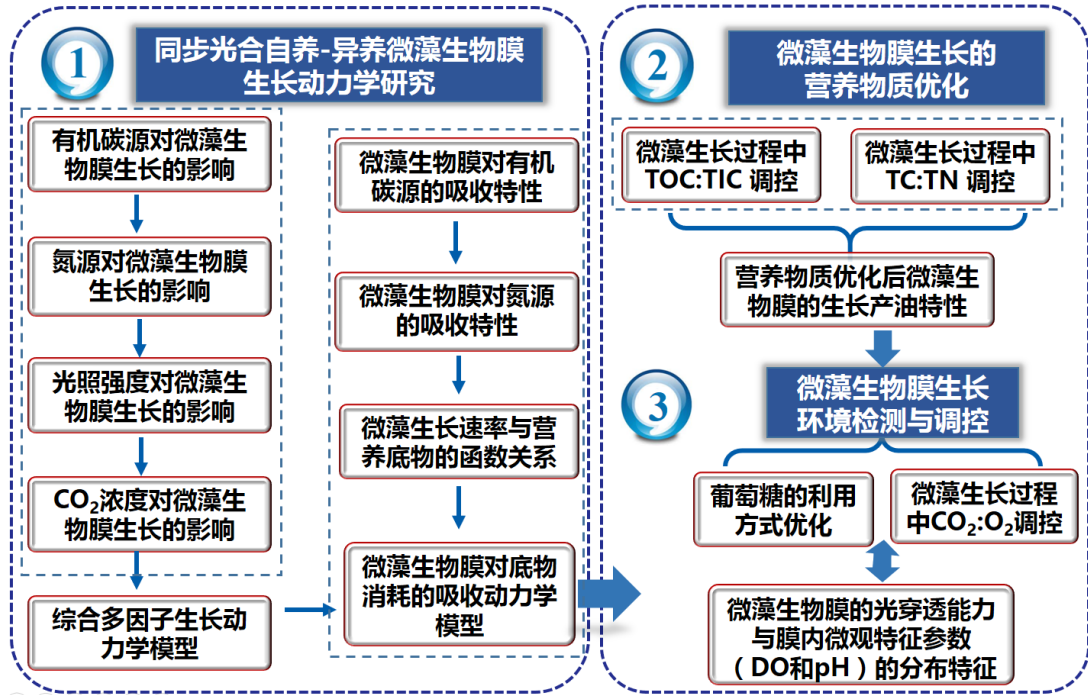 1
同步光合自养-异养微藻生物膜
生长动力学研究
有机碳源对微藻生
物膜生长的影响
氮源对微藻生物膜
生长的影响
光照强度对微藻生
物膜生长的影响
CO₂浓度对微藻生
物膜生长的影响
综合多因子生长动
力学模型
微藻生物膜对有机
碳源的吸收特性
微藻生物膜对氮源
的吸收特性
微藻生长速率与营
养底物的函数关系
微藻生物膜对底物
消耗的吸收动力学
模型
2
微藻生物膜生长的
营养物质优化
微藻生长过程中
TOC:TIC 调控
微藻生长过程中
TC:TN 调控
营养物质优化后微藻生
物膜的生长产油特性
3
微藻生物膜生长
环境检测与调控
葡萄糖的利用
方式优化
微藻生长过程
中CO₂:O₂调控
微藻生物膜的光穿透能力
与膜内微观特征参数
（DO和pH）的分布特征